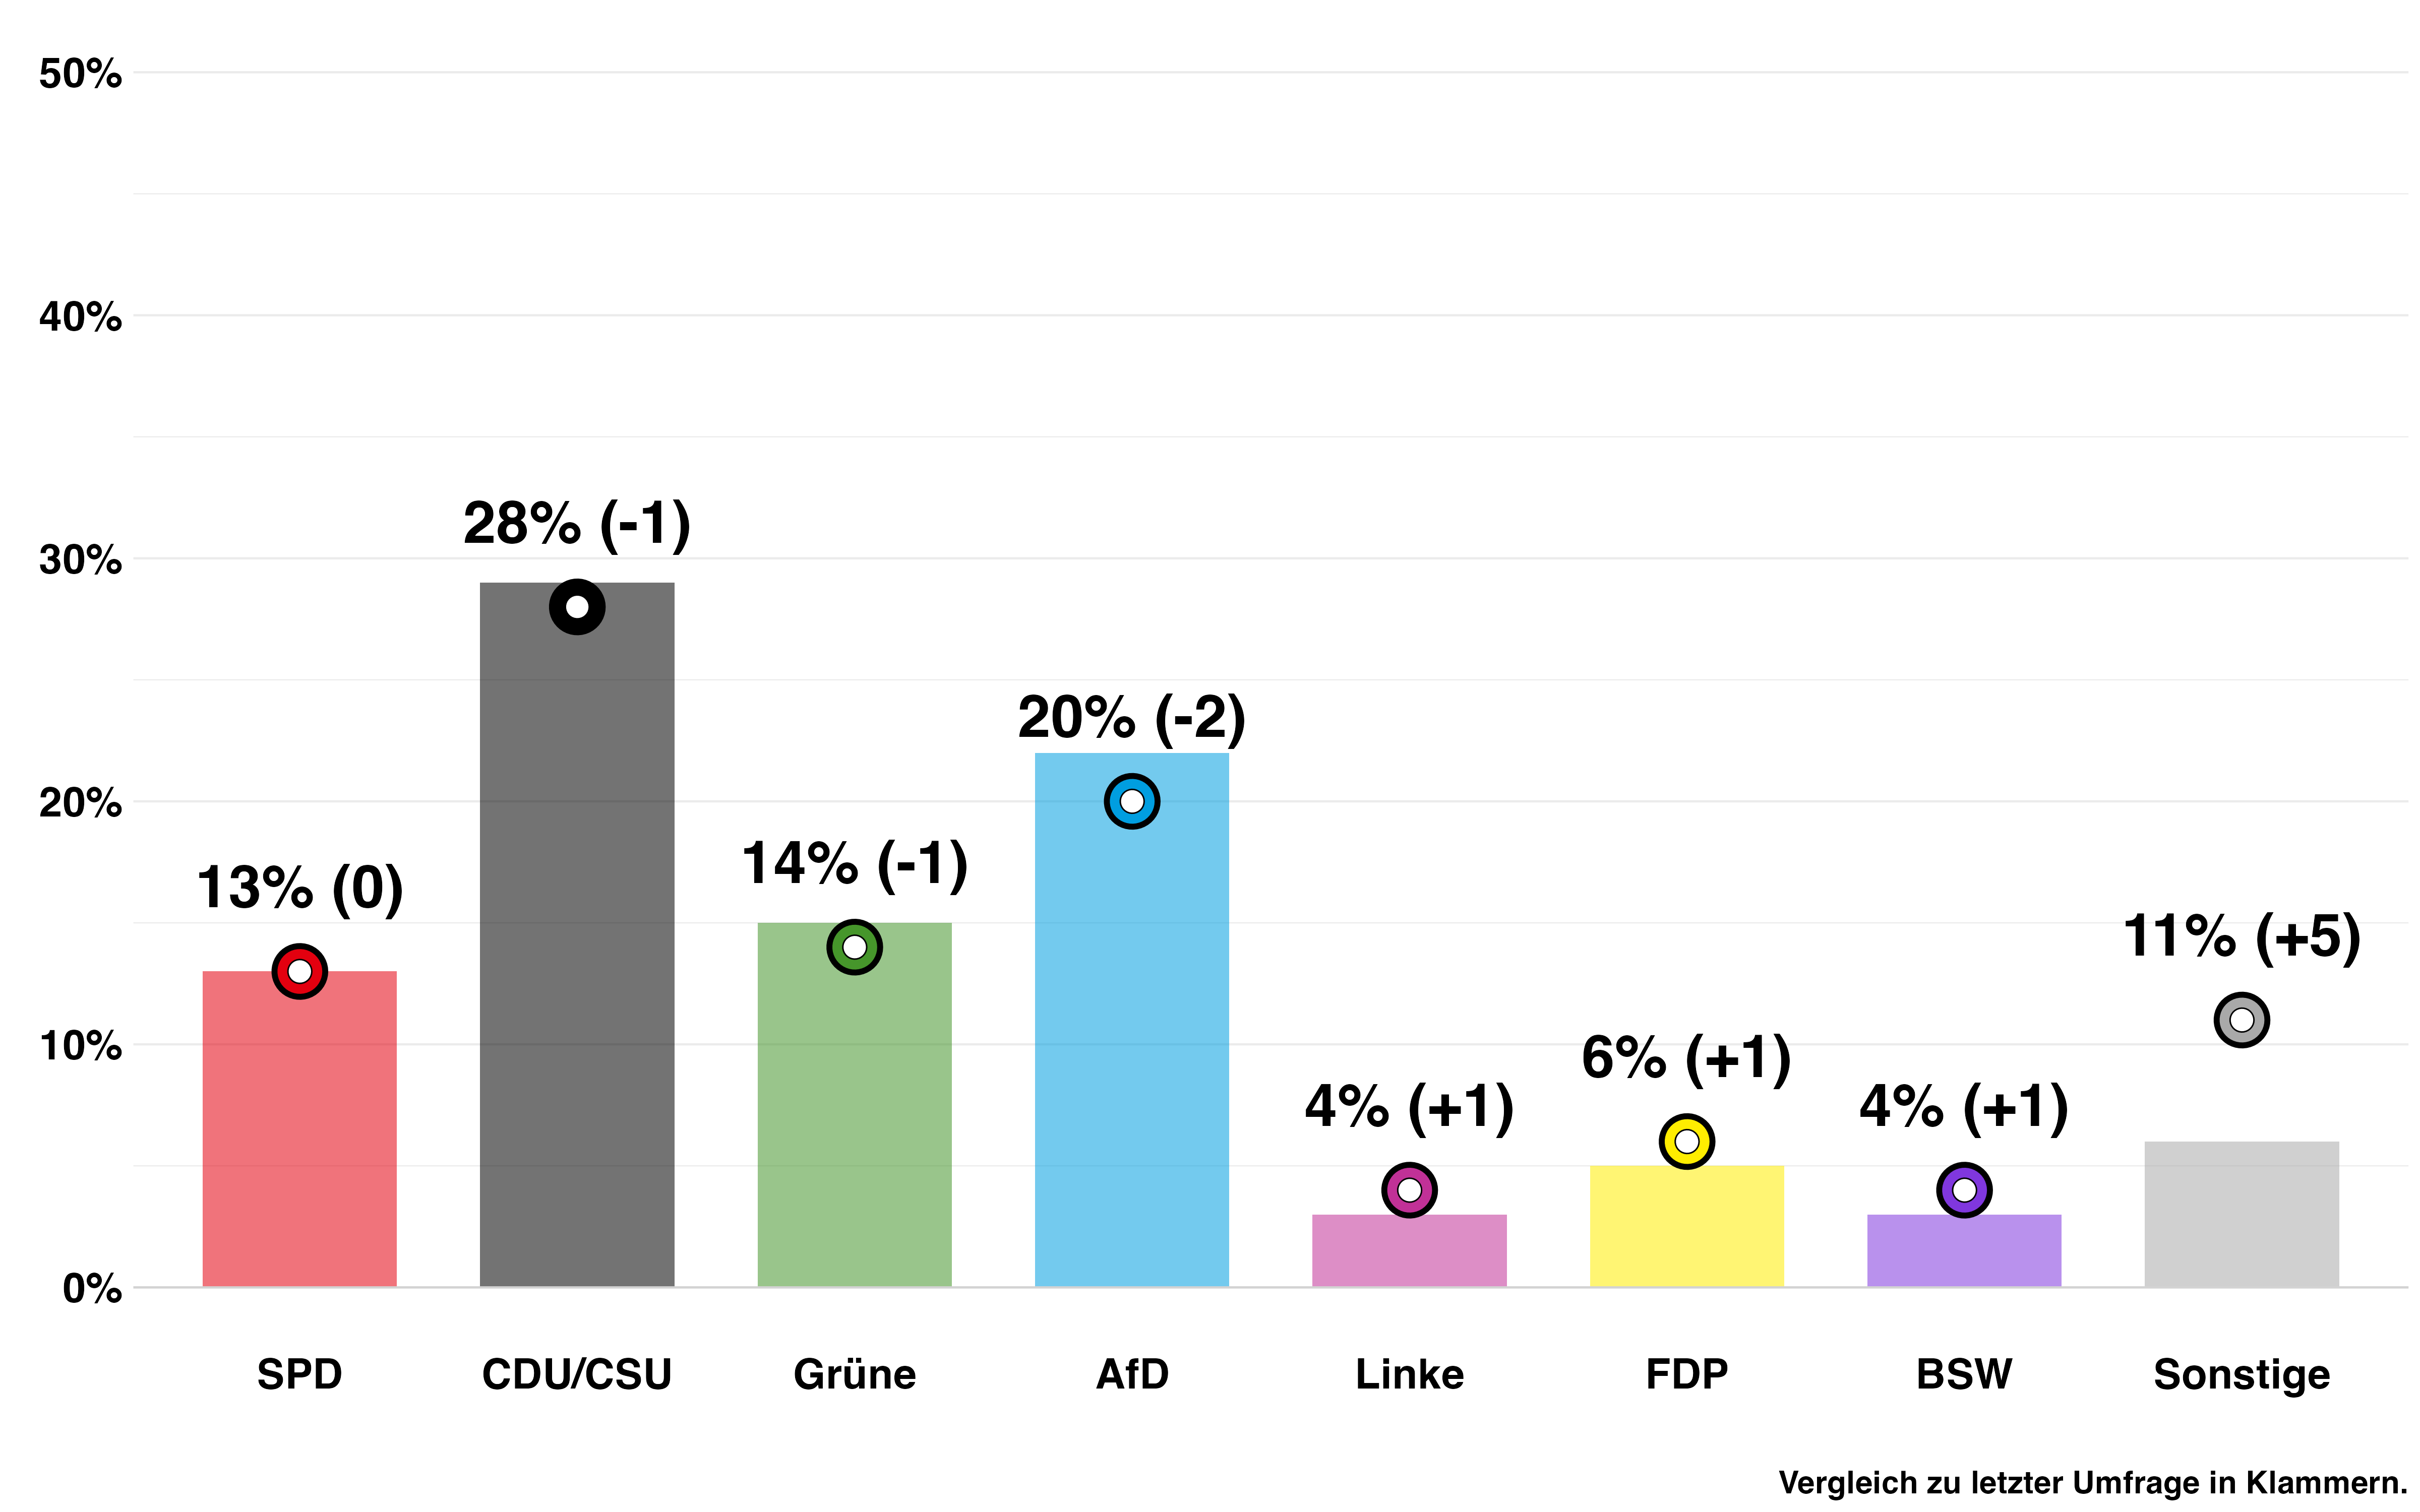 50%
40%
30%
20%
10%
0%
13% (0)
28% (-1)
14% (-1)
20% (-2)
4% (+1)
6% (+1)
4% (+1)
11% (+5)
SPD
CDU/CSU
Grüne
AfD
Linke
FDP
BSW
Sonstige
Vergleich zu letzter Umfrage in Klammern.